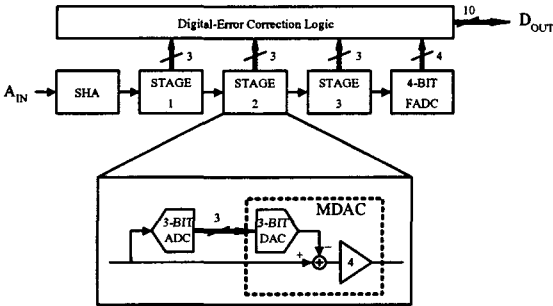 10
Digital-Error Correction Logic
D_OUT
3
3
3
4
A_IN
SHA
STAGE
1
STAGE
2
STAGE
3
4-BIT
FADC
3-BIT
ADC
3
3-BIT
DAC
MDAC
−
+
+
4